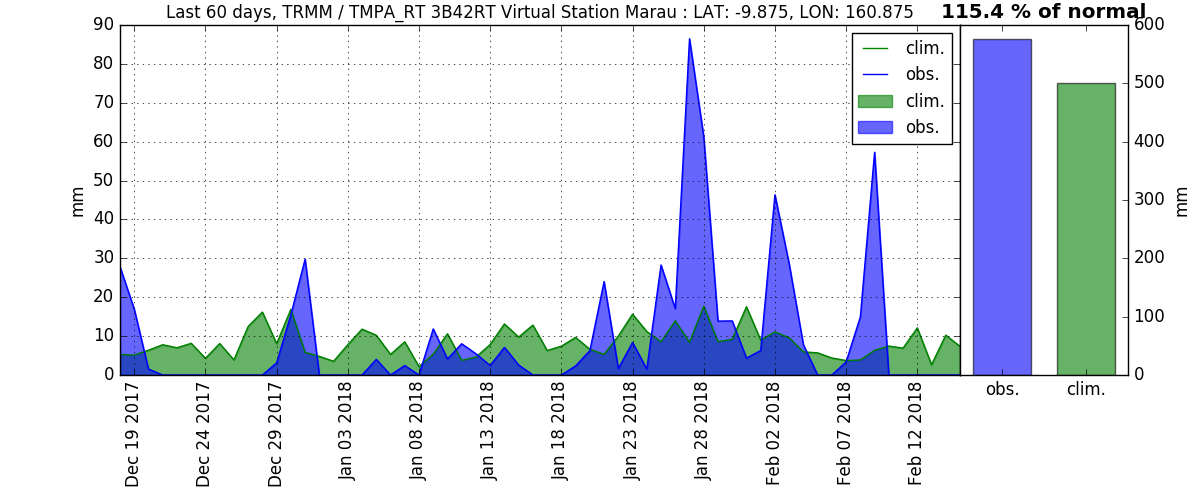 Last 60 days, TRMM / TMPA_RT 3B42RT Virtual Station Marau : LAT: -9.875, LON: 160.875
115.4 % of normal
90
80
70
60
50
40
30
20
10
0
mm
clim.
obs.
clim.
obs.
600
500
400
300
200
100
0
mm
obs.
clim.
Dec 19 2017
Dec 24 2017
Dec 29 2017
Jan 03 2018
Jan 08 2018
Jan 13 2018
Jan 18 2018
Jan 23 2018
Jan 28 2018
Feb 02 2018
Feb 07 2018
Feb 12 2018